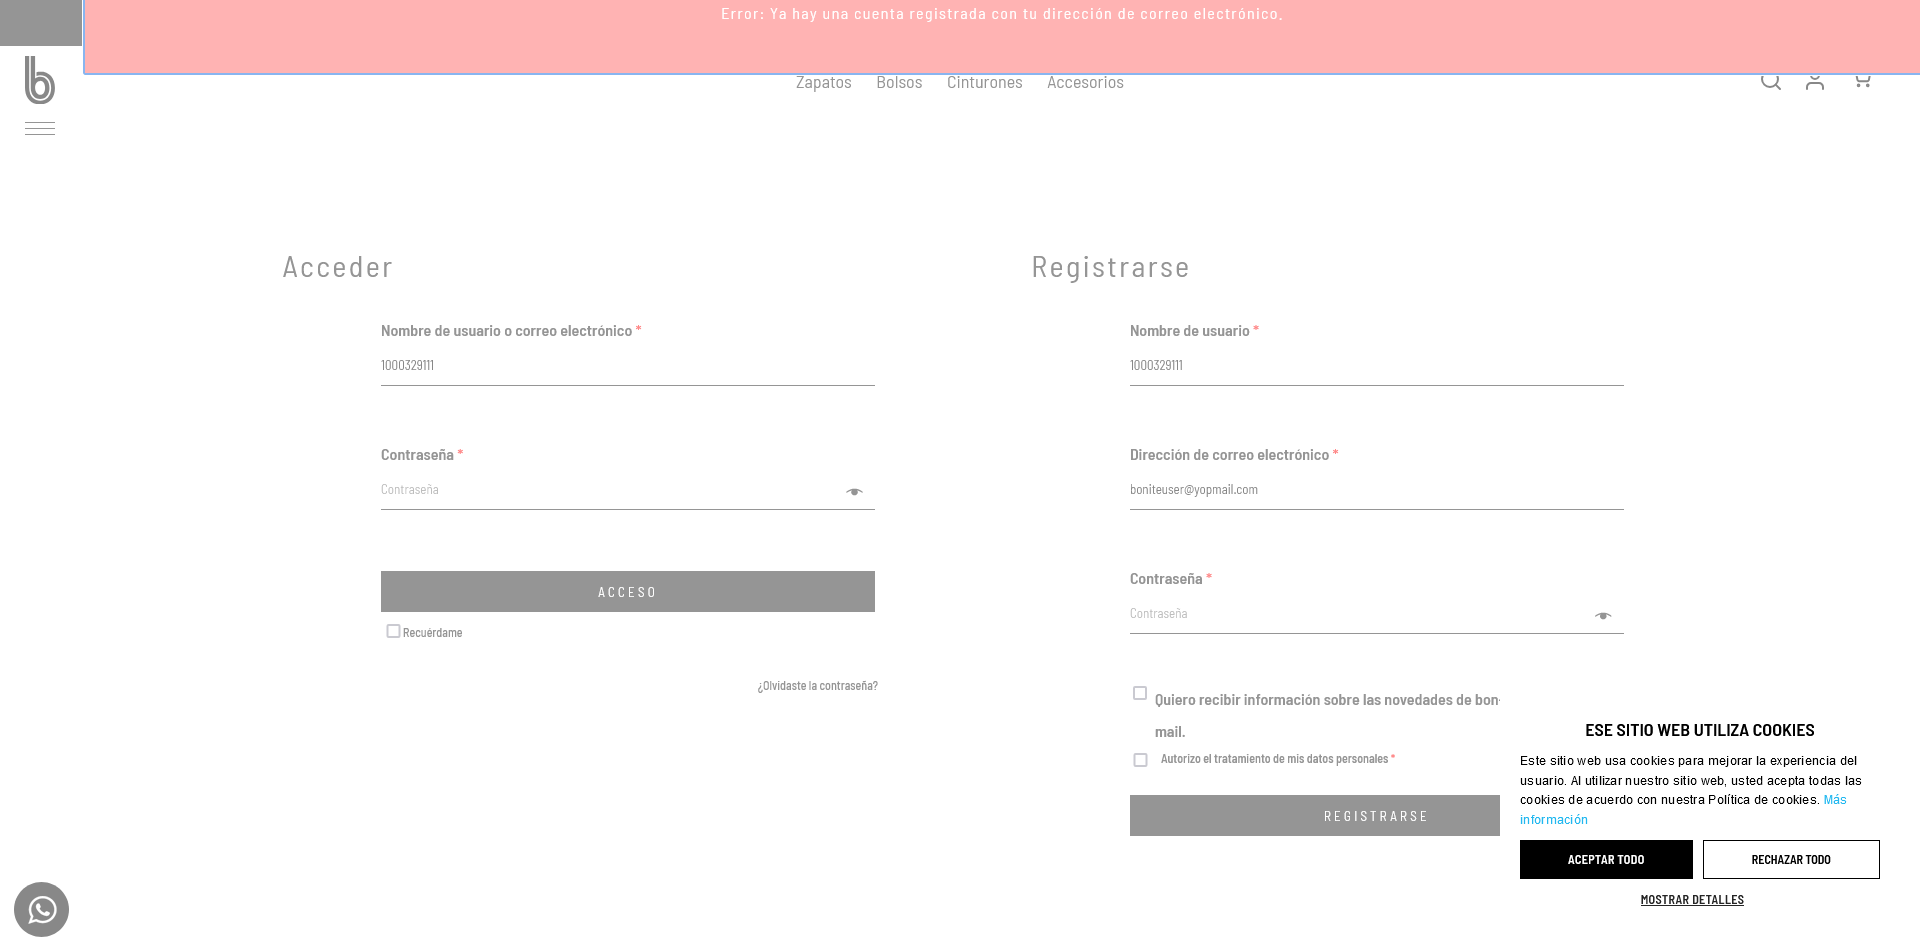 Error: Ya hay una cuenta registrada con tu dirección de correo electrónico.
b
Zapatos Bolsos Cinturones Accesorios
Acceder
Nombre de usuario o correo electrónico *
1000329111
Contraseña *
Contraseña
ACCESO
Recuérdame
¿Olvidaste la contraseña?
Registrarse
Nombre de usuario *
1000329111
Dirección de correo electrónico *
boniteuser@yopmail.com
Contraseña *
Contraseña
Quiero recibir información sobre las novedades de bon
mail.
Autorizo el tratamiento de mis datos personales *
REGISTRARSE
ESE SITIO WEB UTILIZA COOKIES
Este sitio web usa cookies para mejorar la experiencia del
usuario. Al utilizar nuestro sitio web, usted acepta todas las
cookies de acuerdo con nuestra Política de cookies. Más
información
ACEPTAR TODO
RECHAZAR TODO
MOSTRAR DETALLES